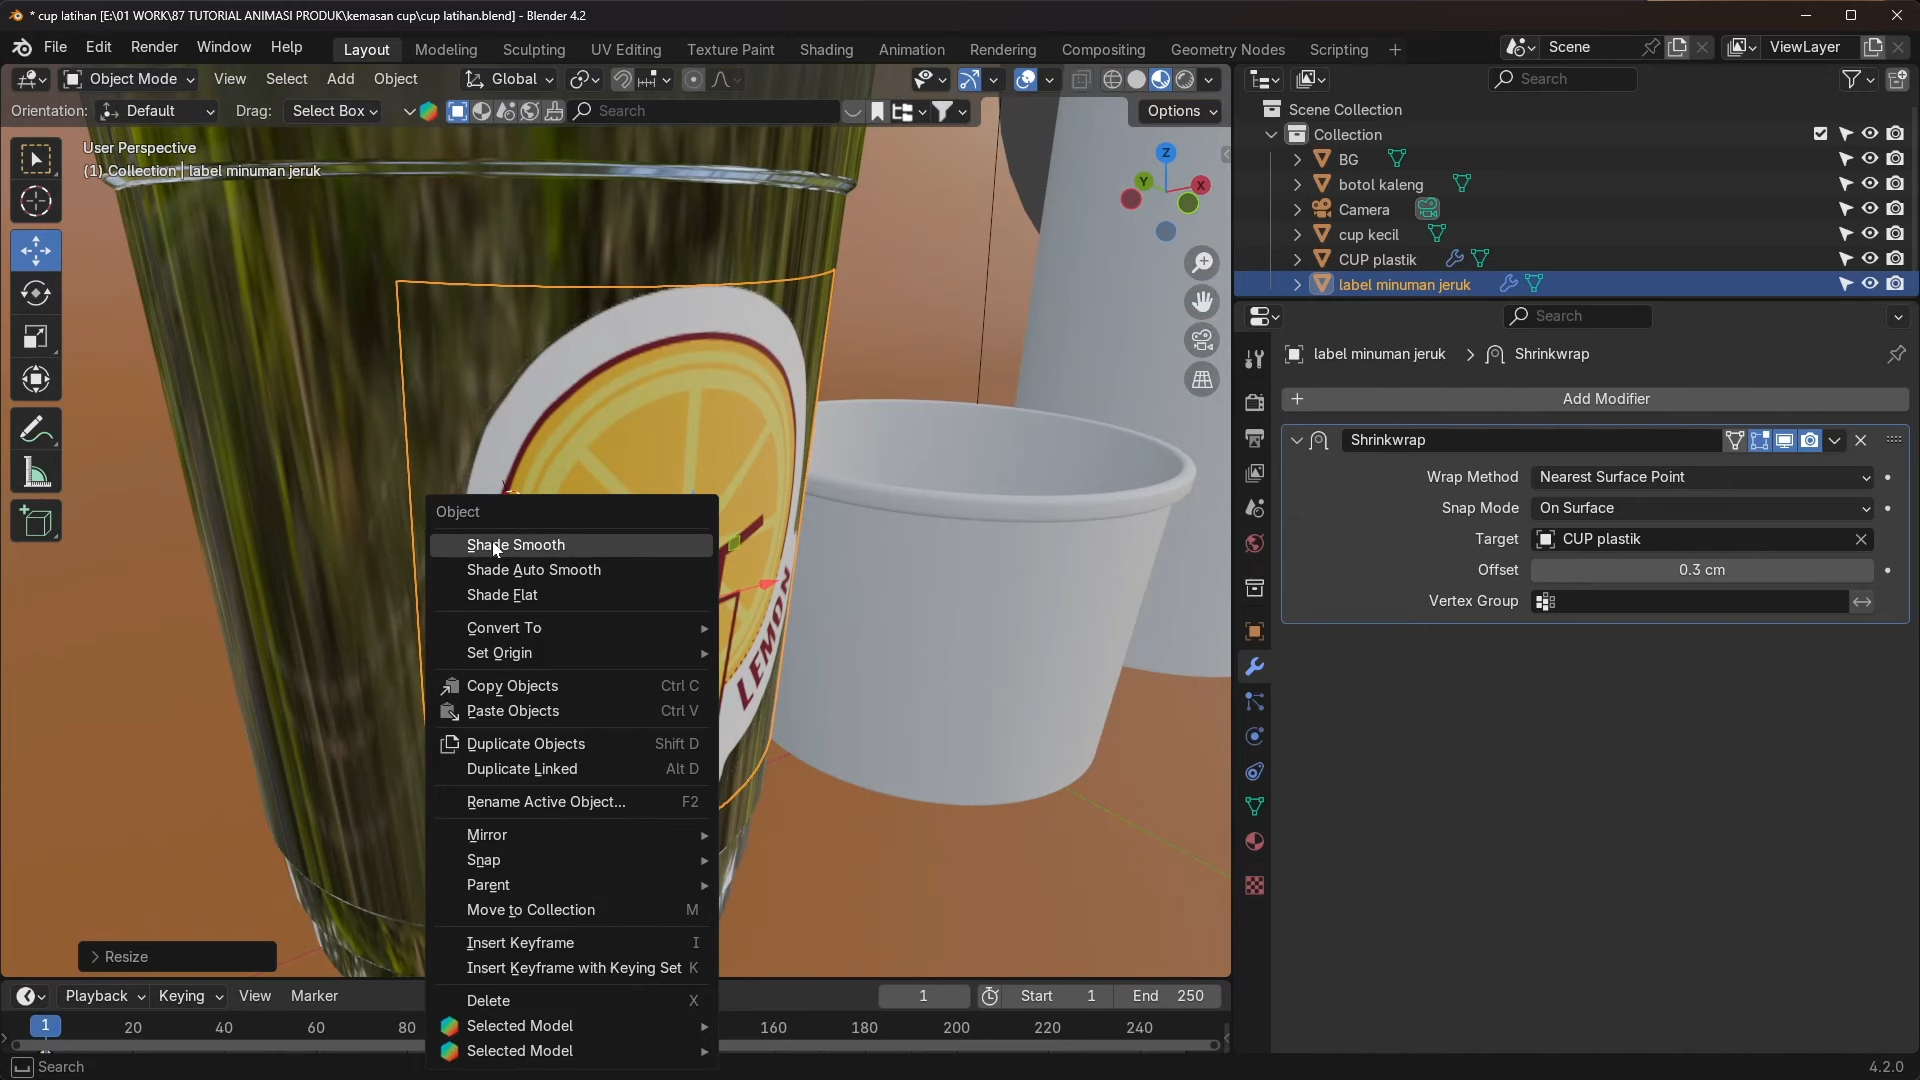 * cup latihan [E:\01 WORK\87 TUTORIAL ANIMASI PRODUK\kemasan cup\cup latihan.blend] - Blender 4.2
File Edit Render Window Help
Layout Modeling Sculpting UV Editing Texture Paint Shading Animation Rendering Compositing Geometry Nodes Scripting +
Scene ViewLayer
Object Mode View Select Add Object Global
Search
Orientation: Default Drag: Select Box Search Options
User Perspective
(1) Collection | label minuman jeruk
Z
Y
X
Scene Collection
Collection
BG
botol kaleng
Camera
cup kecil
CUP plastik
label minuman jeruk
Search
label minuman jeruk > Shrinkwrap
+ Add Modifier
Shrinkwrap
Wrap Method Nearest Surface Point
Snap Mode On Surface
Target CUP plastik
Offset 0.3 cm
Vertex Group
LEMON
Object
Shade Smooth
Shade Auto Smooth
Shade Flat
Convert To
Set Origin
Copy Objects Ctrl C
Paste Objects Ctrl V
Duplicate Objects Shift D
Duplicate Linked Alt D
Rename Active Object... F2
Mirror
Snap
Parent
Move to Collection M
Insert Keyframe I
Insert Keyframe with Keying Set K
Delete X
Selected Model
Selected Model
Resize
Playback Keying View Marker 1 Start 1 End 250
1 20 40 60 80 160 180 200 220 240
Search 4.2.0